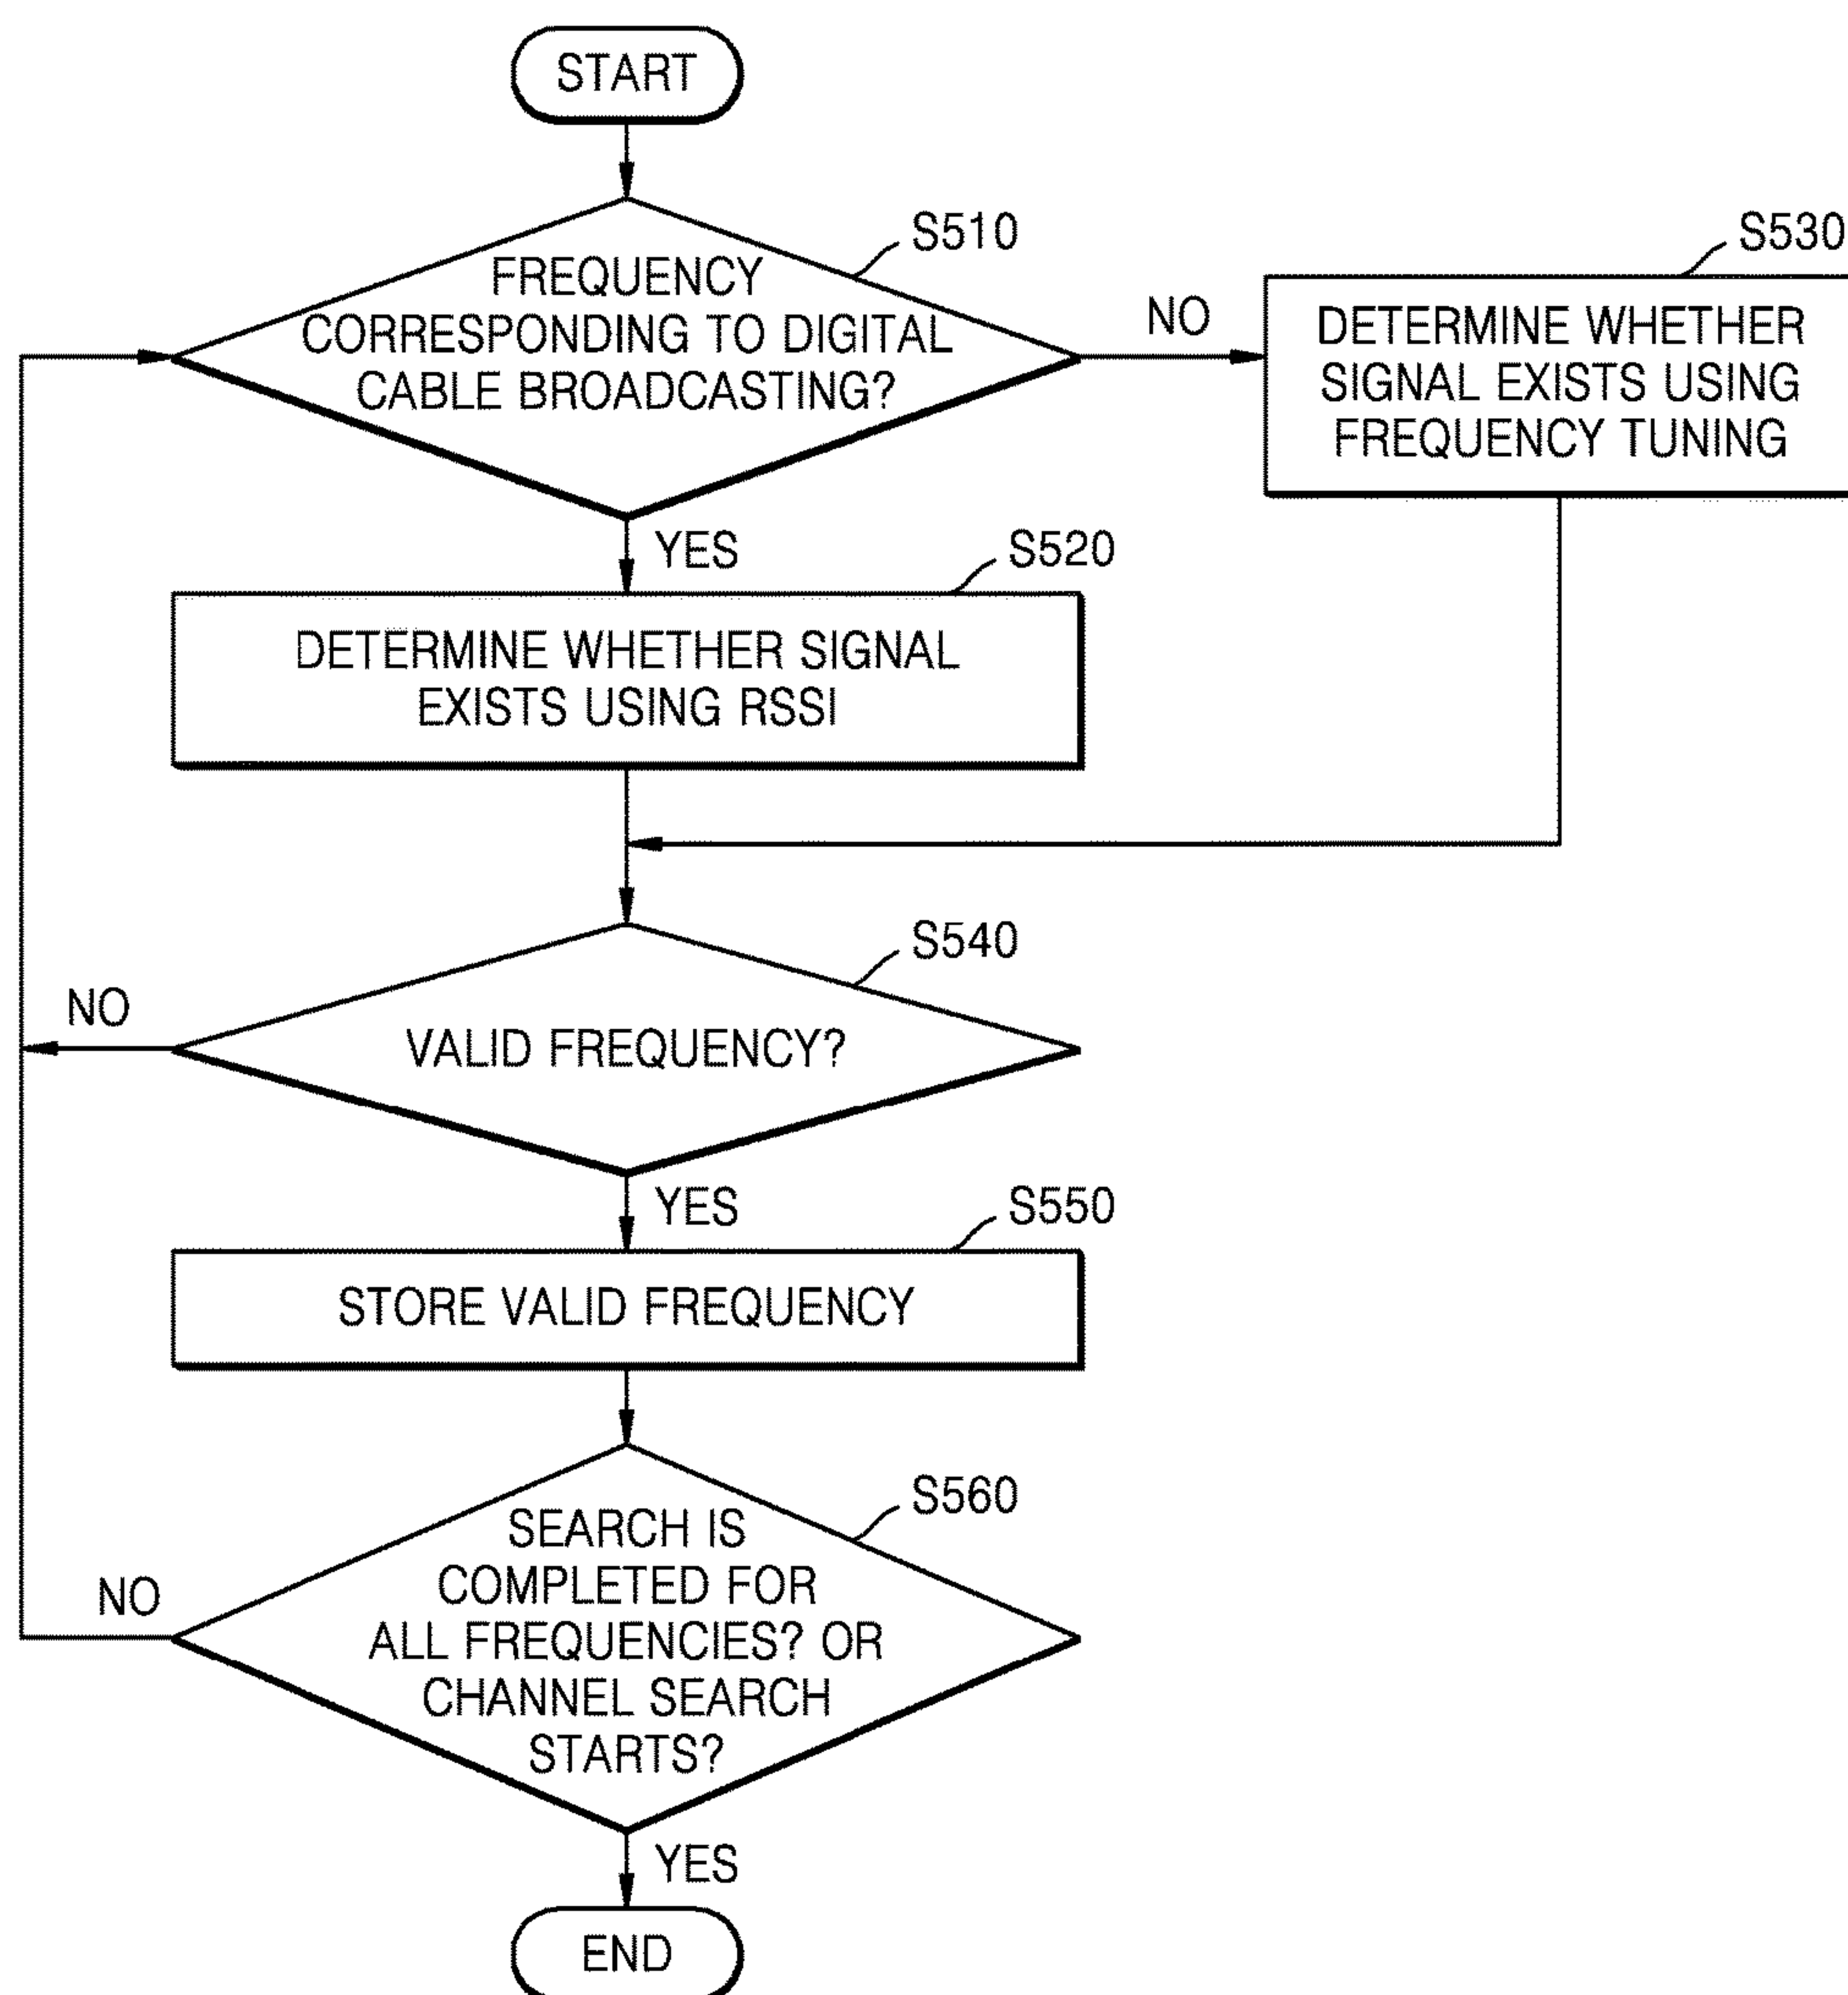 START
S510
FREQUENCY
CORRESPONDING TO DIGITAL
CABLE BROADCASTING?
NO
S530
DETERMINE WHETHER
SIGNAL EXISTS USING
FREQUENCY TUNING
YES
S520
DETERMINE WHETHER SIGNAL
EXISTS USING RSSI
S540
NO
VALID FREQUENCY?
YES
S550
STORE VALID FREQUENCY
S560
SEARCH IS
COMPLETED FOR
ALL FREQUENCIES? OR
CHANNEL SEARCH
STARTS?
NO
YES
END